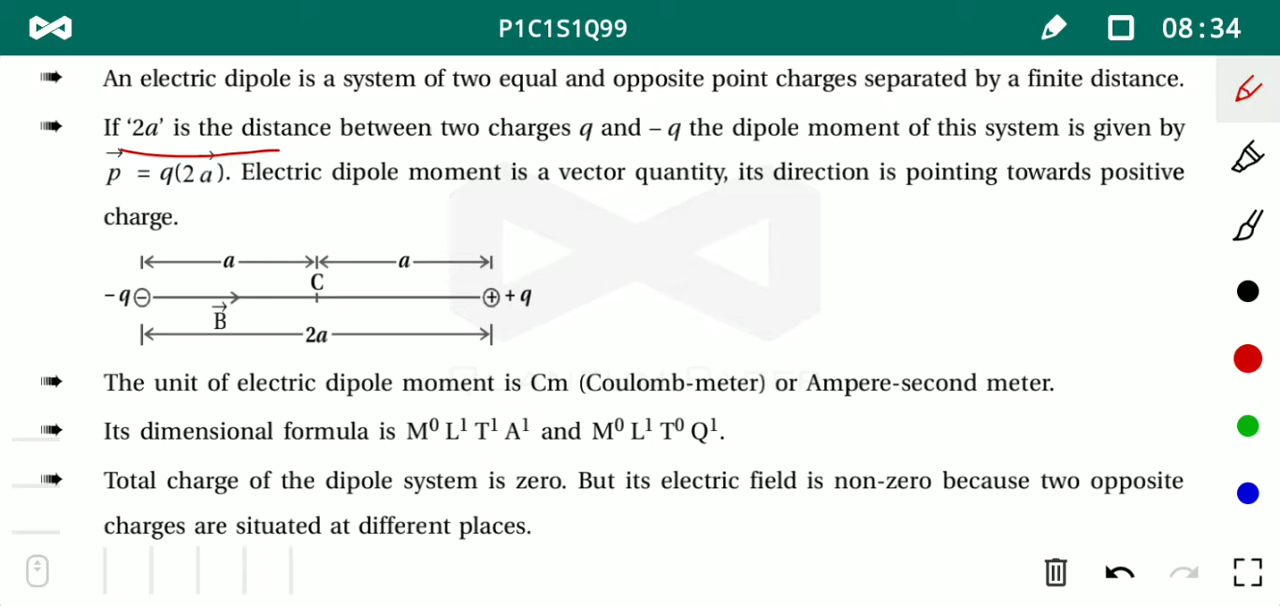 P1C1S1Q99
08:34
An electric dipole is a system of two equal and opposite point charges separated by a finite distance.
If ‘2a’ is the distance between two charges q and – q the dipole moment of this system is given by
p⃗ = q(2a⃗). Electric dipole moment is a vector quantity, its direction is pointing towards positive
charge.
a a
C
– q ⊖ ⊕ + q
B⃗
2a
The unit of electric dipole moment is Cm (Coulomb-meter) or Ampere-second meter.
Its dimensional formula is M⁰ L¹ T¹ A¹ and M⁰ L¹ T⁰ Q¹.
Total charge of the dipole system is zero. But its electric field is non-zero because two opposite
charges are situated at different places.